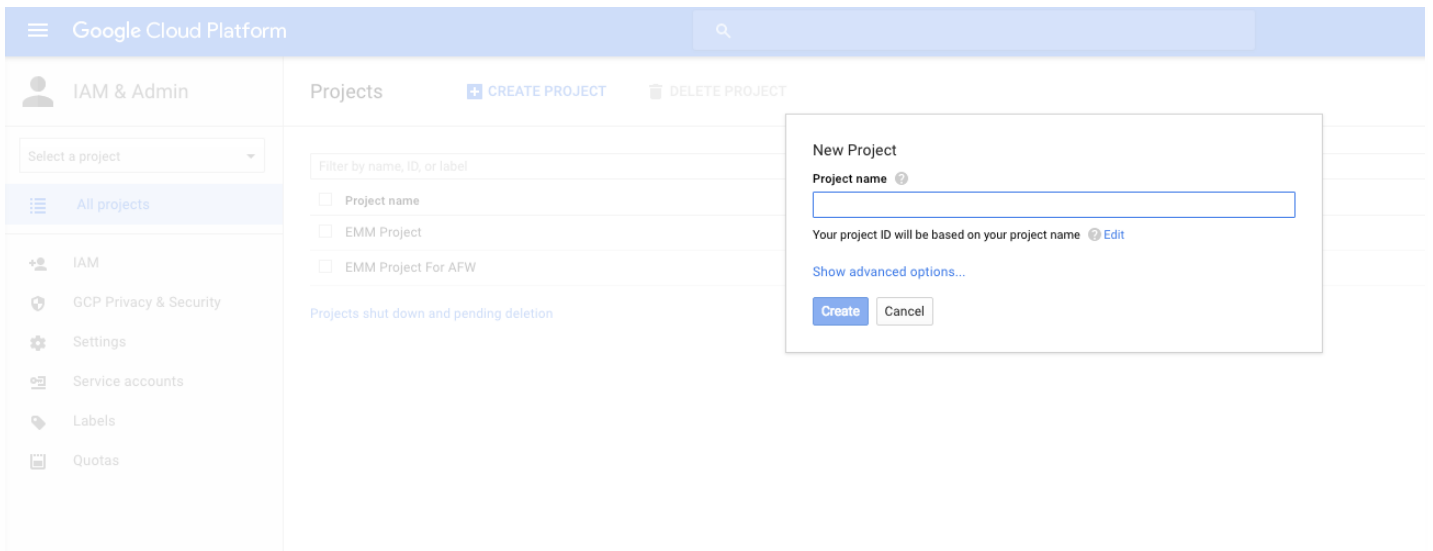 Google Cloud Platform
IAM & Admin
Projects
CREATE PROJECT
DELETE PROJECT
Select a project
All projects
IAM
GCP Privacy & Security
Settings
Service accounts
Labels
Quotas
Filter by name, ID, or label
Project name
EMM Project
EMM Project For AFW
Projects shut down and pending deletion
New Project
Project name ?
Your project ID will be based on your project name ? Edit
Show advanced options...
Create Cancel